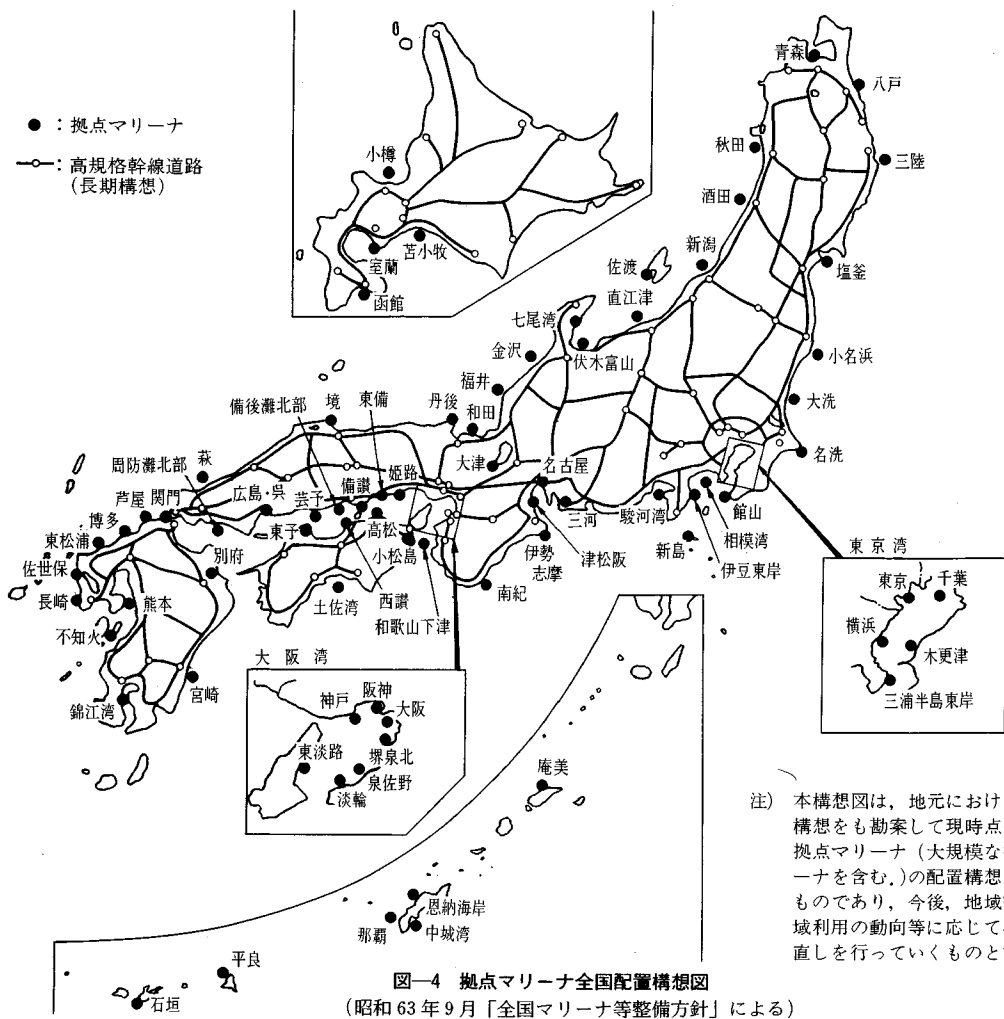 ●：拠点マリーナ
─○─：高規格幹線道路
(長期構想)
小樽
苫小牧
室蘭
函館
青森
八戸
秋田
三陸
酒田
塩釜
新潟
佐渡
直江津
七尾湾
伏木富山
金沢
福井
小名浜
大洗
名洗
備後灘北部
境
東備
丹後
和田
大津
名古屋
周防灘北部
萩
姫路
芦屋
関門
広島・呉
芸予
備讃
博多
東予
高松
三河
駿河湾
館山
東松浦
小松島
津松阪
相模湾
佐世保
別府
伊勢
志摩
新島
伊豆東岸
長崎
熊本
土佐湾
西讃
南紀
不知火
和歌山下津
宮崎
錦江湾
大阪湾
神戸
阪神
大阪
東淡路
堺泉北
泉佐野
淡輪
東京湾
東京
千葉
横浜
木更津
三浦半島東岸
奄美
恩納海岸
那覇
中城湾
平良
石垣
注) 本構想図は，地元におけ
構想をも勘案して現時点
拠点マリーナ（大規模な
ーナを含む.）の配置構想
ものであり，今後，地域
域利用の動向等に応じて
直しを行っていくものと
図―4 拠点マリーナ全国配置構想図
（昭和63年9月「全国マリーナ等整備方針」による）